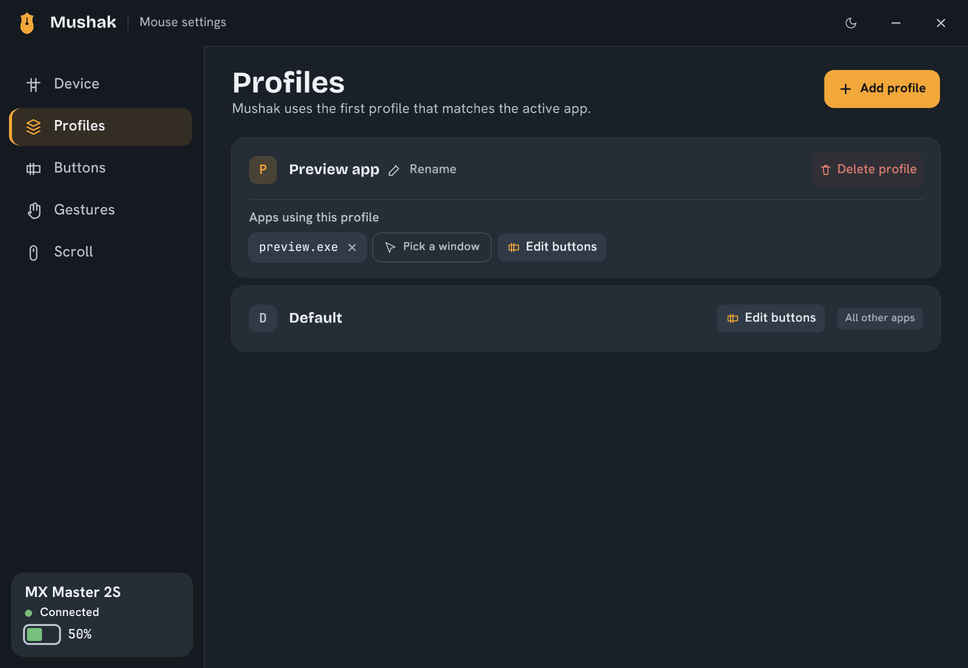 Mushak Mouse settings
Device
Profiles
Buttons
Gestures
Scroll
MX Master 2S
Connected
50%
Profiles
Mushak uses the first profile that matches the active app.
+ Add profile
P Preview app Rename Delete profile
Apps using this profile
preview.exe × Pick a window Edit buttons
D Default Edit buttons All other apps